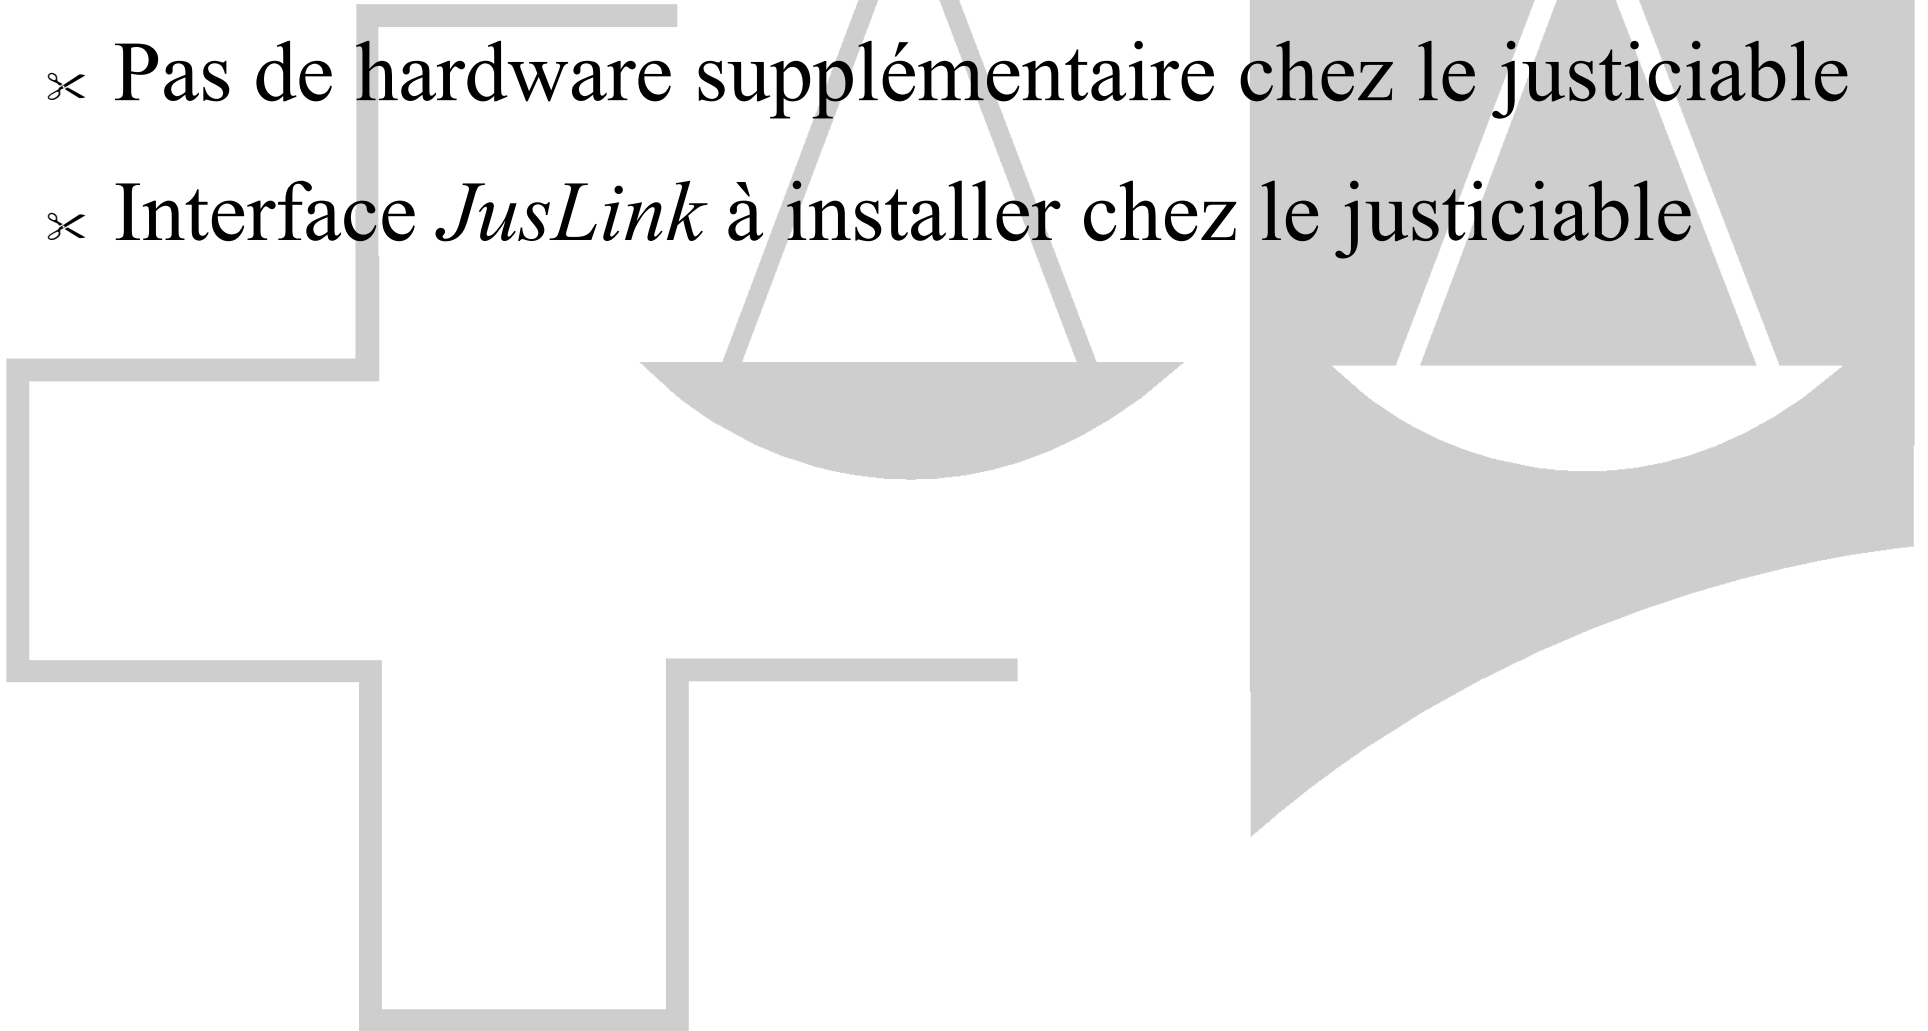 ✂ Pas de hardware supplémentaire chez le justiciable
✂ Interface JusLink à installer chez le justiciable